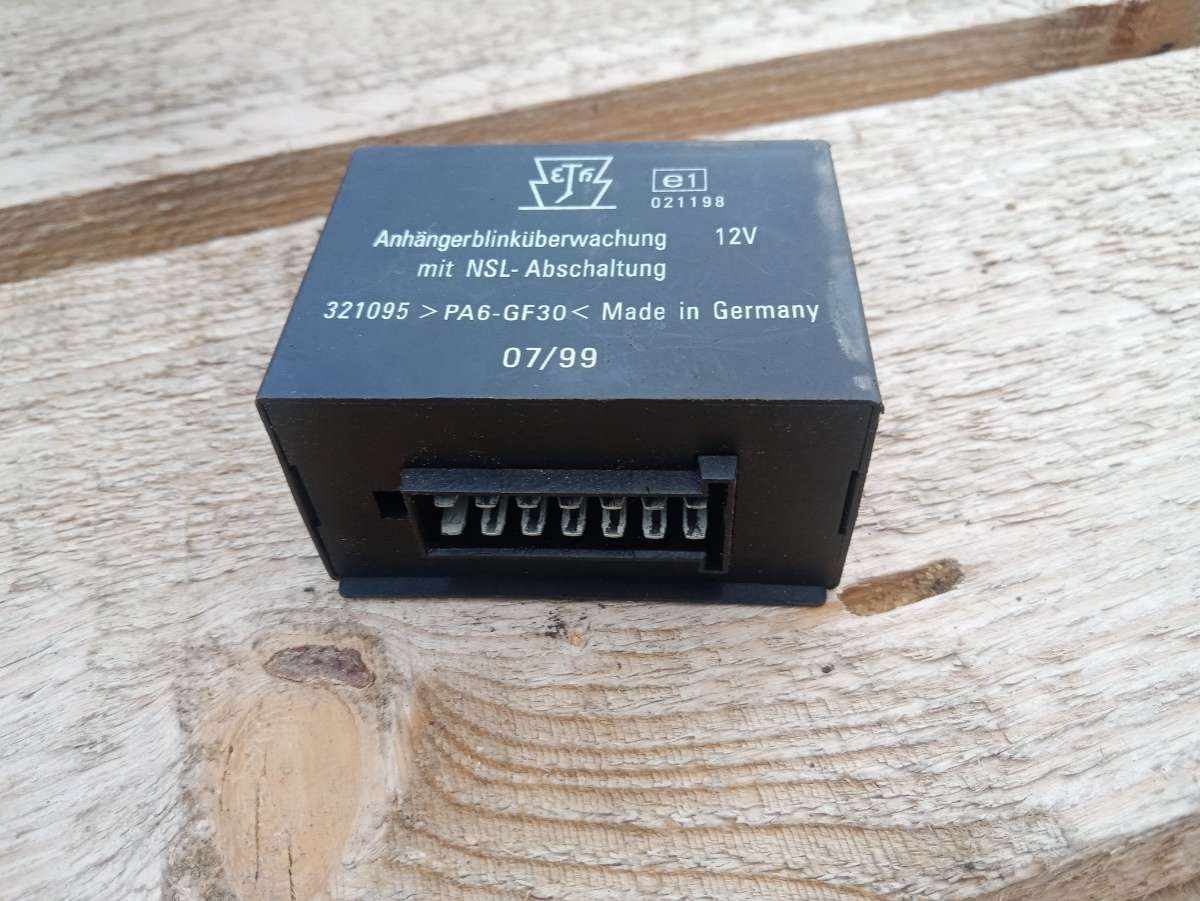 e1
021198
Anhängerblinküberwachung 12V
mit NSL-Abschaltung
321095 >PA6-GF30< Made in Germany
07/99